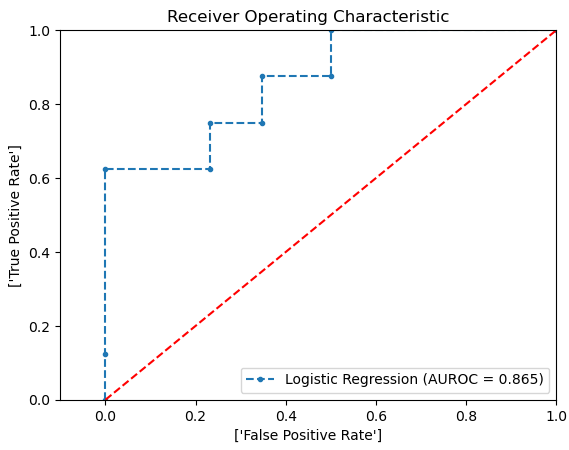 Receiver Operating Characteristic
1.0
0.8
0.6
0.4
0.2
0.0
['True Positive Rate']
Logistic Regression (AUROC = 0.865)
0.0 0.2 0.4 0.6 0.8 1.0
['False Positive Rate']